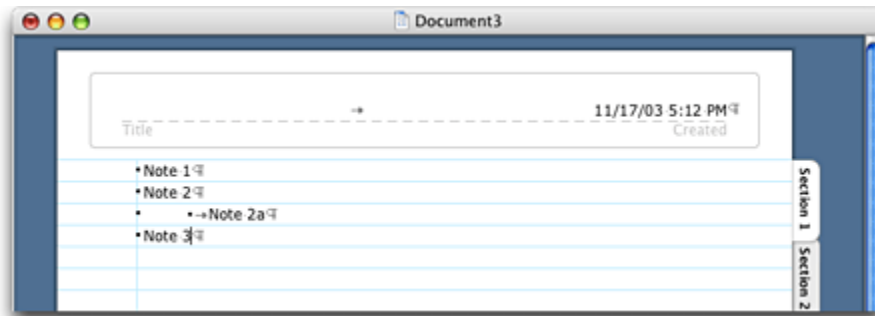 Document3
→ 11/17/03 5:12 PM¶
Title Created
•Note 1¶
•Note 2¶
• •→Note 2a¶
•Note 3¶
Section 1
Section 2